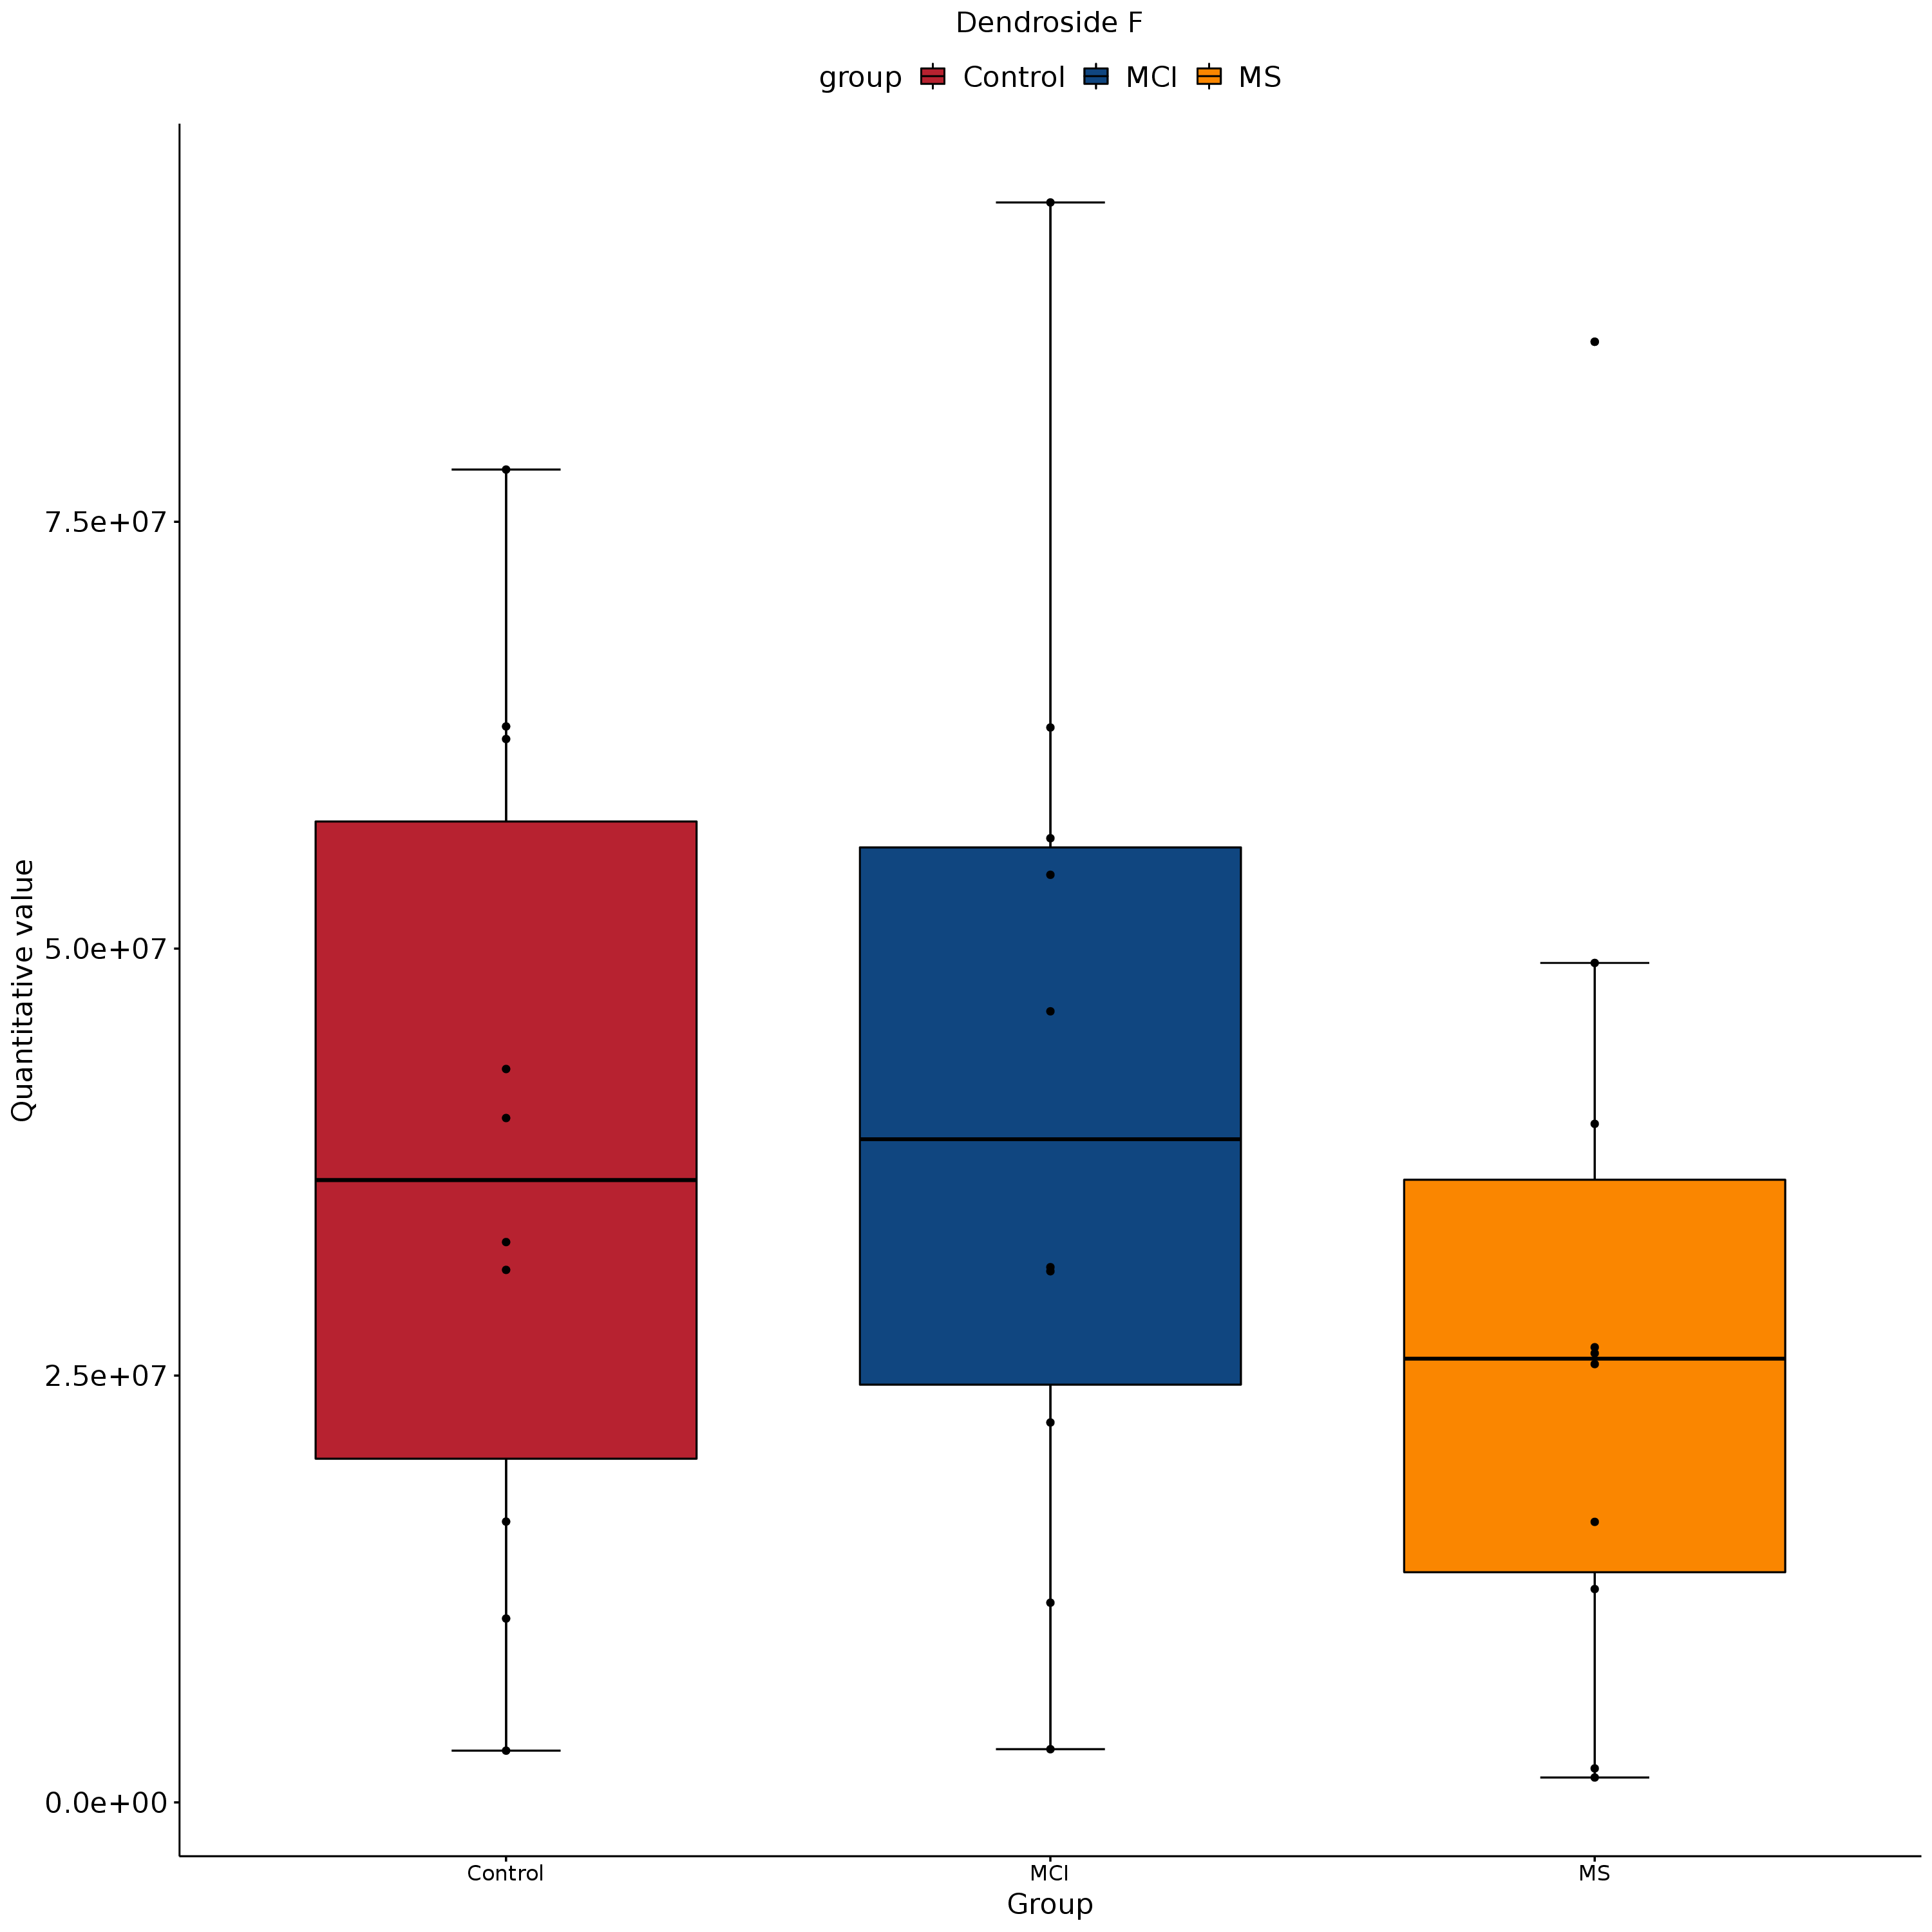 Dendroside F
group Control MCI MS
Quantitative value
7.5e+07
5.0e+07
2.5e+07
0.0e+00
Control MCI MS
Group